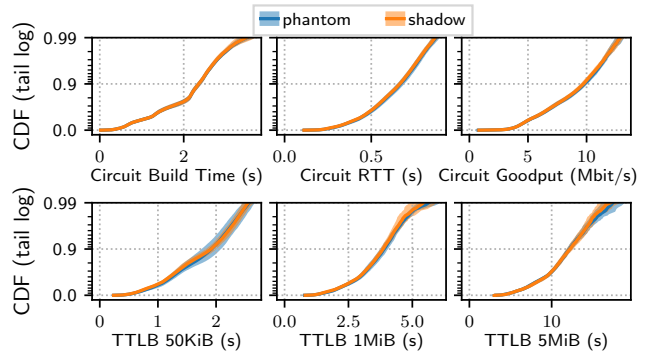 phantom shadow
CDF (tail log)
0.99
0.9
0.0
0 2
0.0 0.5
0 5 10
Circuit Build Time (s) Circuit RTT (s) Circuit Goodput (Mbit/s)
CDF (tail log)
0.99
0.9
0.0
0 1 2
0.0 2.5 5.0
10
TTLB 50KiB (s) TTLB 1MiB (s) TTLB 5MiB (s)